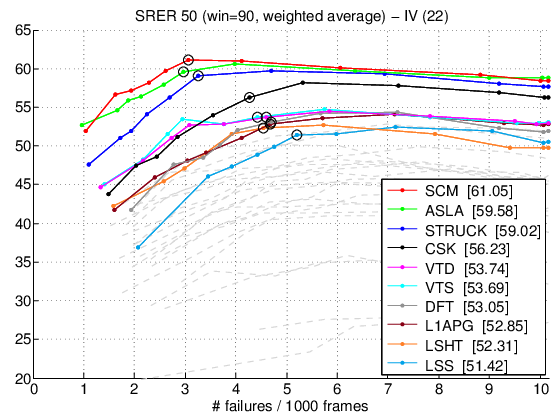 SRER 50 (win=90, weighted average) − IV (22)
65
60
55
50
45
40
35
30
25
20
0 1 2 3 4 5 6 7 8 9 10
# failures / 1000 frames
SCM [61.05]
ASLA [59.58]
STRUCK [59.02]
CSK [56.23]
VTD [53.74]
VTS [53.69]
DFT [53.05]
L1APG [52.85]
LSHT [52.31]
LSS [51.42]